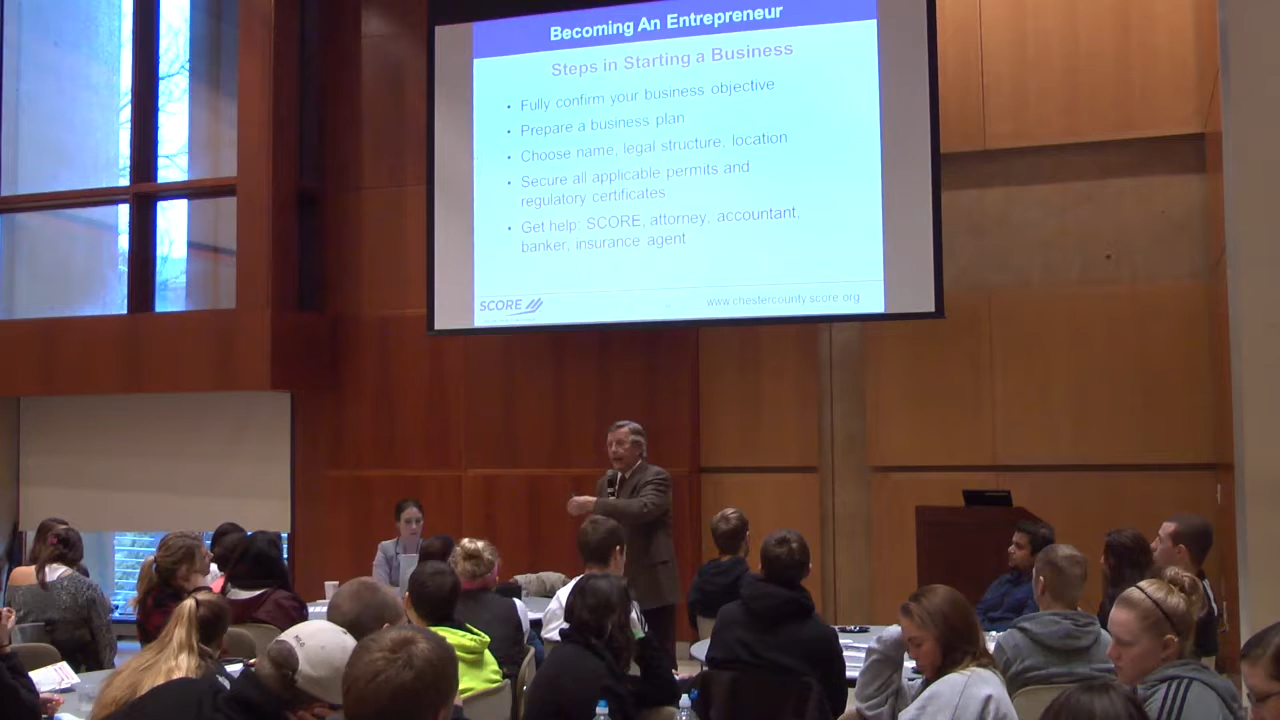 Becoming An Entrepreneur
Steps in Starting a Business
• Fully confirm your business objective
• Prepare a business plan
• Choose name, legal structure, location
• Secure all applicable permits and
regulatory certificates
• Get help: SCORE, attorney, accountant,
banker, insurance agent
SCORE
www.chestercounty.score.org